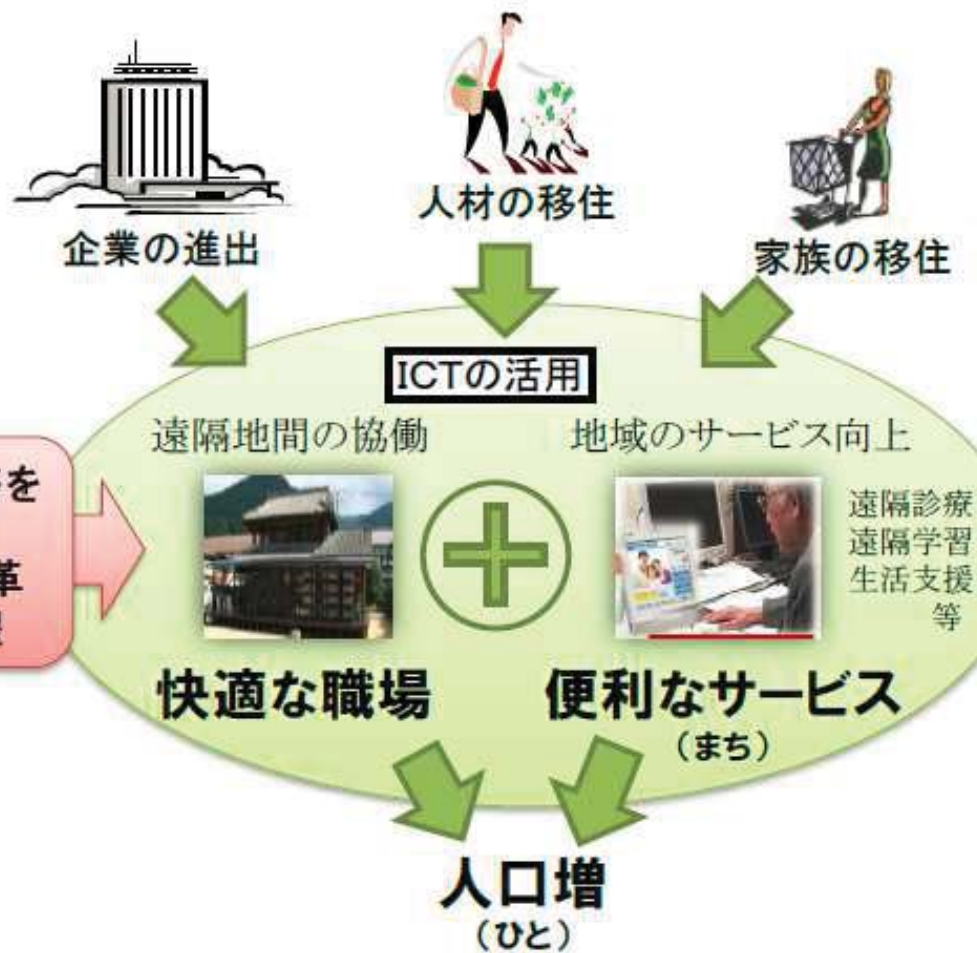 人材の移住
企業の進出
家族の移住
ICTの活用
遠隔地間の協働
地域のサービス向上
を
革
遠隔診療
遠隔学習
生活支援
等
快適な職場
便利なサービス
（まち）
人口増
（ひと）